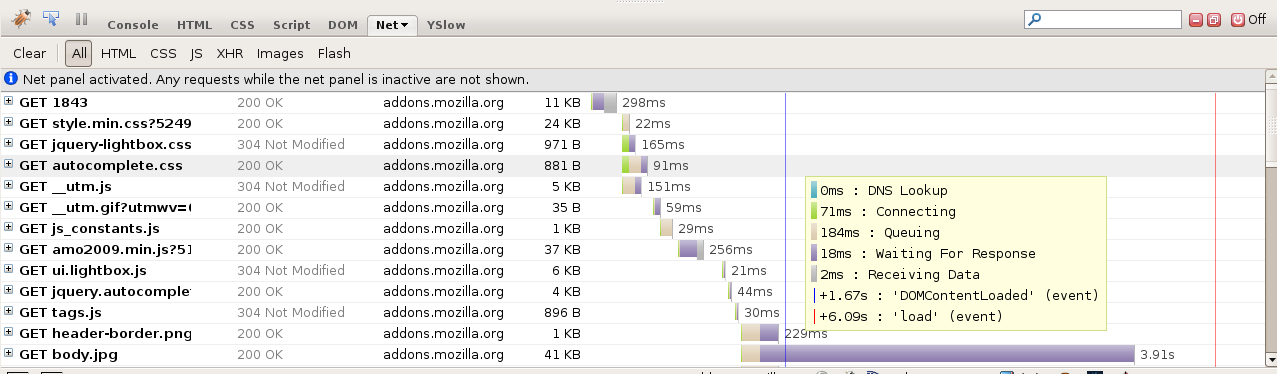 Console HTML CSS Script DOM Net YSlow Off
Clear All HTML CSS JS XHR Images Flash
Net panel activated. Any requests while the net panel is inactive are not shown.
GET 1843 200 OK addons.mozilla.org 11 KB 298ms
GET style.min.css?5249 200 OK addons.mozilla.org 24 KB 22ms
GET jquery-lightbox.css 304 Not Modified addons.mozilla.org 971 B 165ms
GET autocomplete.css 200 OK addons.mozilla.org 881 B 91ms
GET __utm.js 304 Not Modified addons.mozilla.org 5 KB 151ms
0ms : DNS Lookup
GET __utm.gif?utmwv= 200 OK addons.mozilla.org 35 B 59ms
71ms : Connecting
GET js_constants.js 200 OK addons.mozilla.org 1 KB 29ms
184ms : Queuing
GET amo2009.min.js?51 200 OK addons.mozilla.org 37 KB 256ms
18ms : Waiting For Response
GET ui.lightbox.js 304 Not Modified addons.mozilla.org 6 KB 21ms
2ms : Receiving Data
GET jquery.autocomplet 200 OK addons.mozilla.org 4 KB 44ms
+1.67s : 'DOMContentLoaded' (event)
GET tags.js 304 Not Modified addons.mozilla.org 896 B 30ms
+6.09s : 'load' (event)
GET header-border.png 200 OK addons.mozilla.org 1 KB 229ms
GET body.jpg 200 OK addons.mozilla.org 41 KB 3.91s